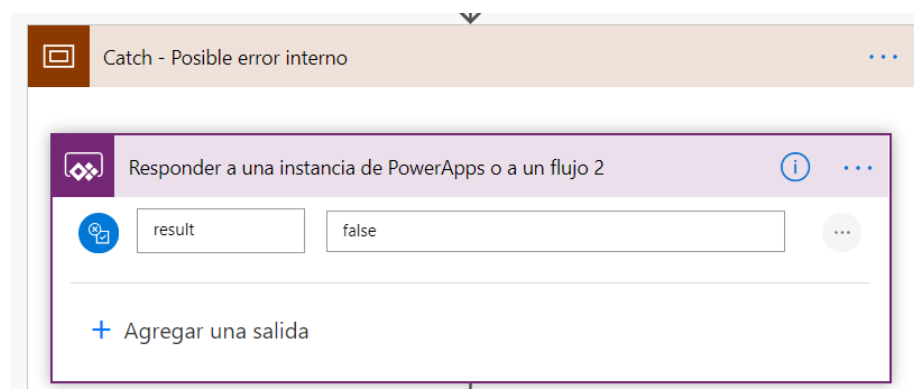 Catch - Posible error interno
Responder a una instancia de PowerApps o a un flujo 2
result
false
Agregar una salida